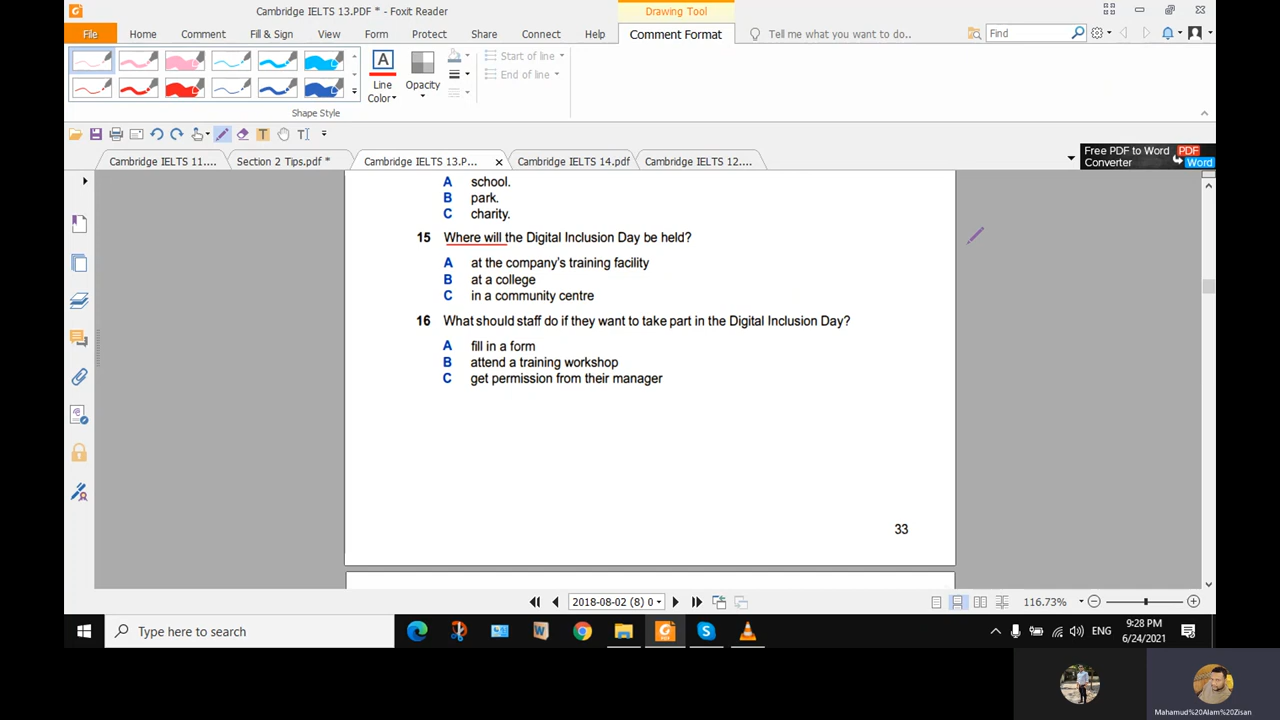 Cambridge IELTS 13.PDF * - Foxit Reader
Drawing Tool
File
Home
Comment
Fill & Sign
View
Form
Protect
Share
Connect
Help
Comment Format
Tell me what you want to do..
Find
Line
Color
Opacity
Start of line
End of line
Shape Style
Cambridge IELTS 11....
Section 2 Tips.pdf *
Cambridge IELTS 13.P...
Cambridge IELTS 14.pdf
Cambridge IELTS 12....
Free PDF to Word
Converter
PDF
Word
A school.
B park.
C charity.
15 Where will the Digital Inclusion Day be held?
A at the company's training facility
B at a college
C in a community centre
16 What should staff do if they want to take part in the Digital Inclusion Day?
A fill in a form
B attend a training workshop
C get permission from their manager
33
2018-08-02 (8) 0
116.73%
Type here to search
ENG
9:28 PM
6/24/2021
Mahamud%20Alam%20Zisan